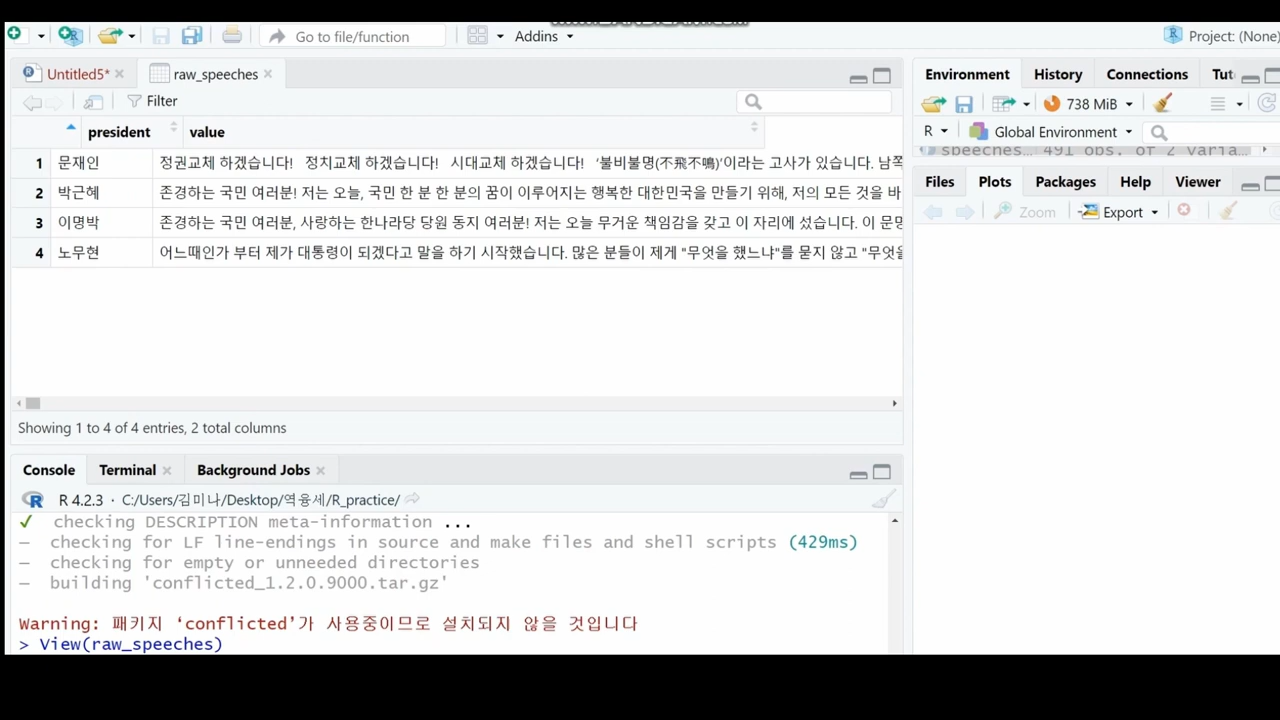 Go to file/function
Addins
Project: (None)
Untitled5*
raw_speeches
Filter
president value
1 문재인 정권교체 하겠습니다! 정치교체 하겠습니다! 시대교체 하겠습니다! ‘불비불명(不飛不鳴)’이라는 고사가 있습니다. 남쪽
2 박근혜 존경하는 국민 여러분! 저는 오늘, 국민 한 분 한 분의 꿈이 이루어지는 행복한 대한민국을 만들기 위해, 저의 모든 것을 바
3 이명박 존경하는 국민 여러분, 사랑하는 한나라당 당원 동지 여러분! 저는 오늘 무거운 책임감을 갖고 이 자리에 섰습니다. 이 문명
4 노무현 어느때인가 부터 제가 대통령이 되겠다고 말을 하기 시작했습니다. 많은 분들이 제게 "무엇을 했느냐"를 묻지 않고 "무엇을
Showing 1 to 4 of 4 entries, 2 total columns
Console Terminal Background Jobs
R 4.2.3 · C:/Users/김미나/Desktop/역융세/R_practice/
✓ checking DESCRIPTION meta-information ...
— checking for LF line-endings in source and make files and shell scripts (429ms)
— checking for empty or unneeded directories
— building 'conflicted_1.2.0.9000.tar.gz'
Warning: 패키지 ‘conflicted’가 사용중이므로 설치되지 않을 것입니다
> View(raw_speeches)
Environment History Connections Tut
738 MiB
R Global Environment
speeches… 491 obs. of 2 varia…
Files Plots Packages Help Viewer
Zoom Export